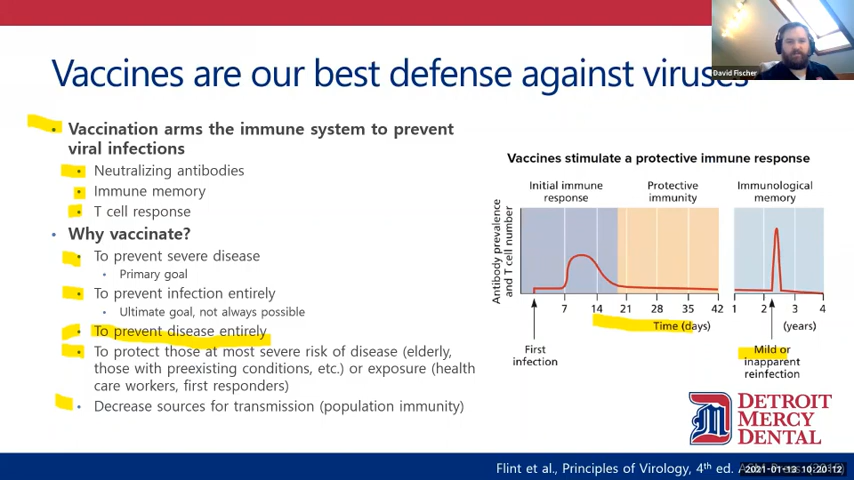 Vaccines are our best defense against viruses
David Fischer
• Vaccination arms the immune system to prevent
viral infections
• Neutralizing antibodies
• Immune memory
• T cell response
• Why vaccinate?
• To prevent severe disease
• Primary goal
• To prevent infection entirely
• Ultimate goal, not always possible
• To prevent disease entirely
• To protect those at most severe risk of disease (elderly,
those with preexisting conditions, etc.) or exposure (health
care workers, first responders)
• Decrease sources for transmission (population immunity)
Vaccines stimulate a protective immune response
Initial immune
response
Protective
immunity
Immunological
memory
Antibody prevalence
and T cell number
7 14 21 28 35 42
1 2 3 4
Time (days)
(years)
First
infection
Mild or
inapparent
reinfection
DETROIT
MERCY
DENTAL
Flint et al., Principles of Virology, 4th ed.
2021-01-13 10:20:12